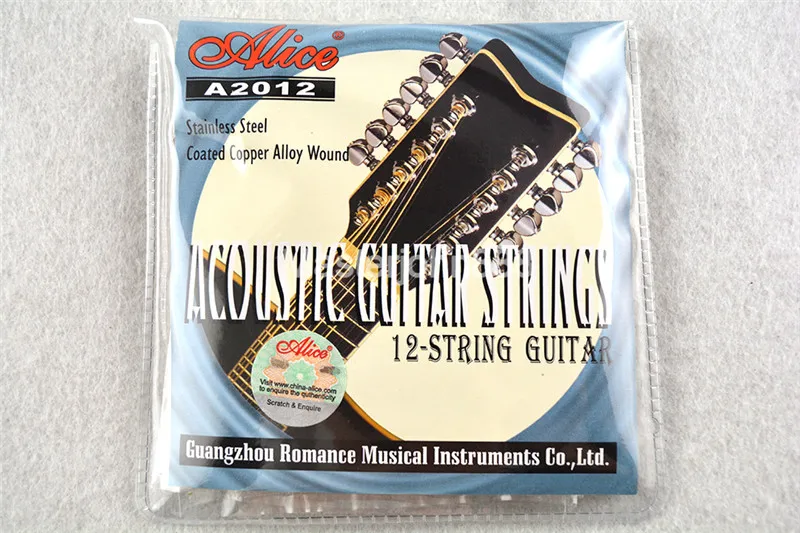 Alice®
A2012
Stainless Steel
Coated Copper Alloy Wound
ACOUSTIC GUITAR STRINGS
12-STRING GUITAR
Alice®
Visit www.china-alice.com
to enquire the quthenticity
Scratch & Enquire
Guangzhou Romance Musical Instruments Co.,Ltd.